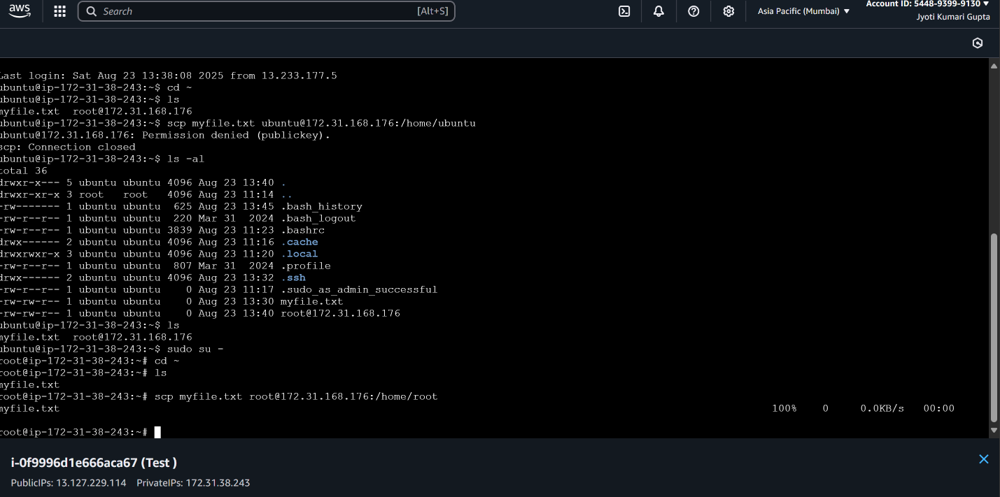 aws
Search [Alt+S]
Asia Pacific (Mumbai) ▼
Account ID: 5448-9399-9130 ▼
Jyoti Kumari Gupta
Last login: Sat Aug 23 13:38:08 2025 from 13.233.177.5
ubuntu@ip-172-31-38-243:~$ cd ~
ubuntu@ip-172-31-38-243:~$ ls
myfile.txt  root@172.31.168.176
ubuntu@ip-172-31-38-243:~$ scp myfile.txt ubuntu@172.31.168.176:/home/ubuntu
ubuntu@172.31.168.176: Permission denied (publickey).
scp: Connection closed
ubuntu@ip-172-31-38-243:~$ ls -al
total 36
drwxr-x--- 5 ubuntu ubuntu 4096 Aug 23 13:40 .
drwxr-xr-x 3 root   root   4096 Aug 23 11:14 ..
-rw------- 1 ubuntu ubuntu  625 Aug 23 13:45 .bash_history
-rw-r--r-- 1 ubuntu ubuntu  220 Mar 31  2024 .bash_logout
-rw-r--r-- 1 ubuntu ubuntu 3839 Aug 23 11:23 .bashrc
drwx------ 2 ubuntu ubuntu 4096 Aug 23 11:16 .cache
drwxrwxr-x 3 ubuntu ubuntu 4096 Aug 23 11:20 .local
-rw-r--r-- 1 ubuntu ubuntu  807 Mar 31  2024 .profile
drwx------ 2 ubuntu ubuntu 4096 Aug 23 13:32 .ssh
-rw-r--r-- 1 ubuntu ubuntu    0 Aug 23 11:17 .sudo_as_admin_successful
-rw-rw-r-- 1 ubuntu ubuntu    0 Aug 23 13:30 myfile.txt
-rw-rw-r-- 1 ubuntu ubuntu    0 Aug 23 13:40 root@172.31.168.176
ubuntu@ip-172-31-38-243:~$ ls
myfile.txt  root@172.31.168.176
ubuntu@ip-172-31-38-243:~$ sudo su -
root@ip-172-31-38-243:~# cd ~
root@ip-172-31-38-243:~# ls
myfile.txt
root@ip-172-31-38-243:~# scp myfile.txt root@172.31.168.176:/home/root
myfile.txt 100% 0 0.0KB/s 00:00
root@ip-172-31-38-243:~#
i-0f9996d1e666aca67 (Test )
PublicIPs: 13.127.229.114 PrivateIPs: 172.31.38.243